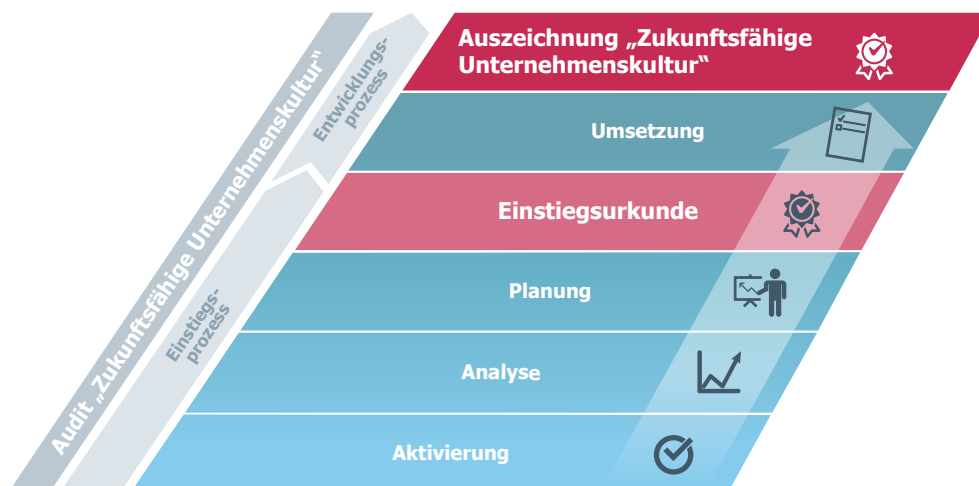 Auszeichnung „Zukunftsfähige
Unternehmenskultur“
Umsetzung
Einstiegsurkunde
Planung
Analyse
Aktivierung
Audit „Zukunftsfähige Unternehmenskultur“
Entwicklungs-
prozess
Einstiegs-
prozess